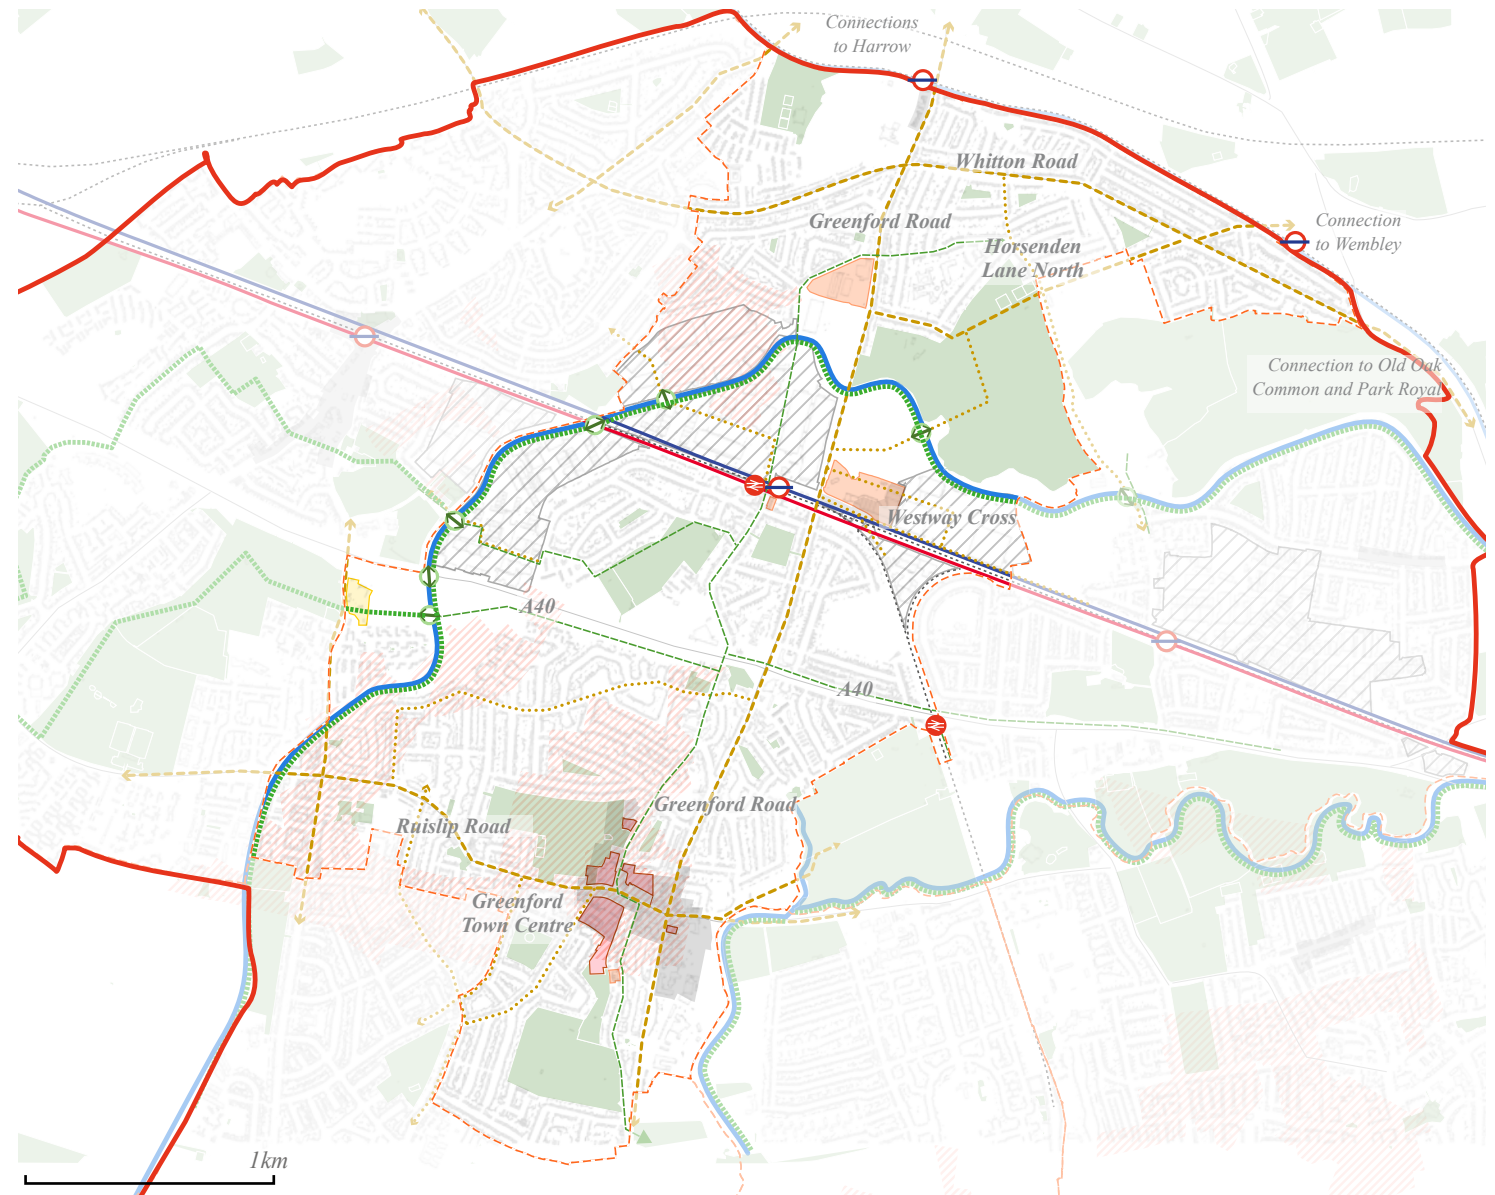 Connections
to Harrow
Whitton Road
Greenford Road
Connection
to Wembley
Horsenden
Lane North
Connection to Old Oak
Common and Park Royal
Westway Cross
A40
A40
Greenford Road
Ruislip Road
Greenford
Town Centre
1km